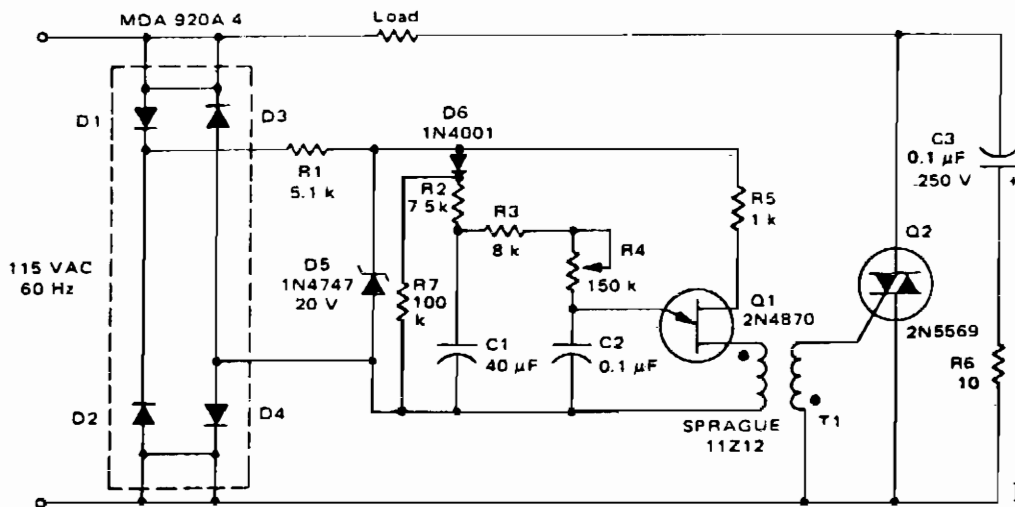 MDA 920A 4
Load
D1
D3
R1
5.1 k
D6
1N4001
R2
7 5k
R3
8 k
R4
150 k
R5
1 k
C3
0.1 µF
.250 V
+
Q2
2N5569
115 VAC
60 Hz
D5
1N4747
20 V
R7
100
k
Q1
2N4870
C1
40 µF
C2
0.1 µF
R6
10
D2
D4
SPRAGUE
11Z12
T1